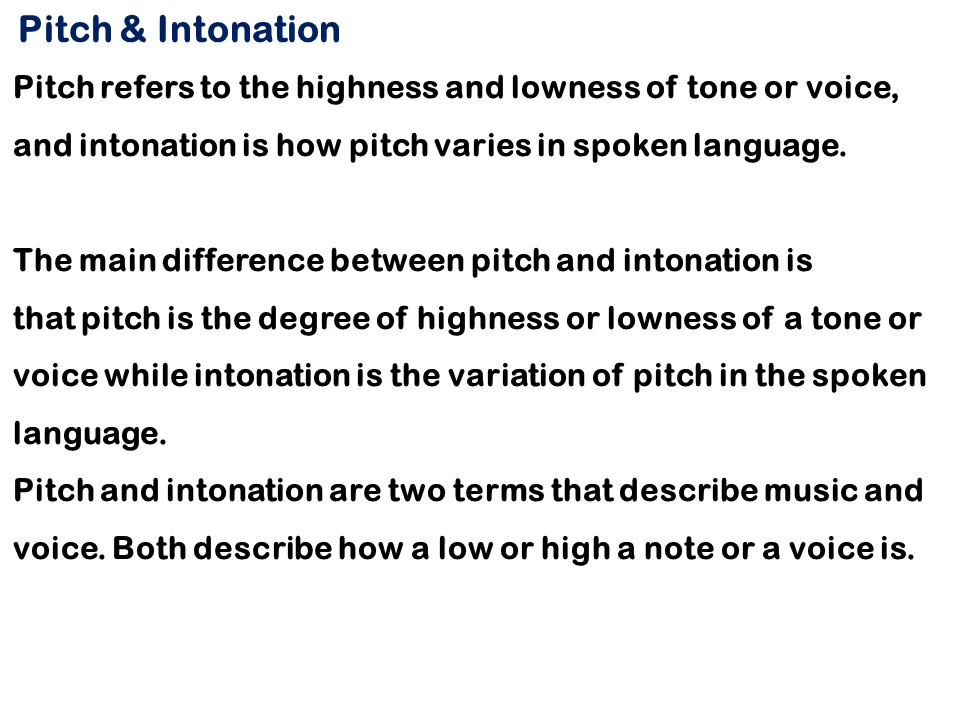 Pitch & Intonation
Pitch refers to the highness and lowness of tone or voice,
and intonation is how pitch varies in spoken language.
The main difference between pitch and intonation is
that pitch is the degree of highness or lowness of a tone or
voice while intonation is the variation of pitch in the spoken
language.
Pitch and intonation are two terms that describe music and
voice. Both describe how a low or high a note or a voice is.